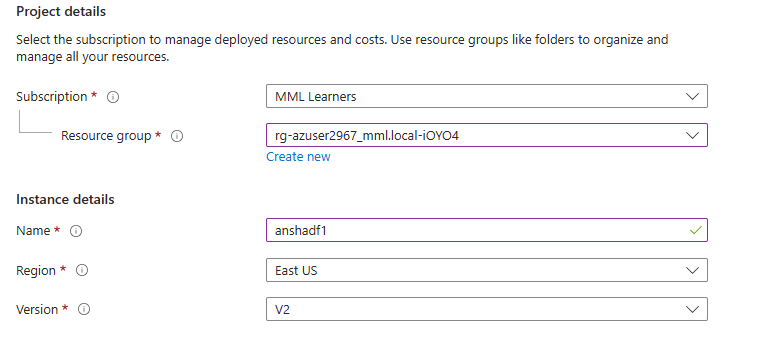 Project details
Select the subscription to manage deployed resources and costs. Use resource groups like folders to organize and
manage all your resources.
Subscription *
MML Learners
Resource group *
rg-azuser2967_mml.local-iOYO4
Create new
Instance details
Name *
anshadf1
Region *
East US
Version *
V2